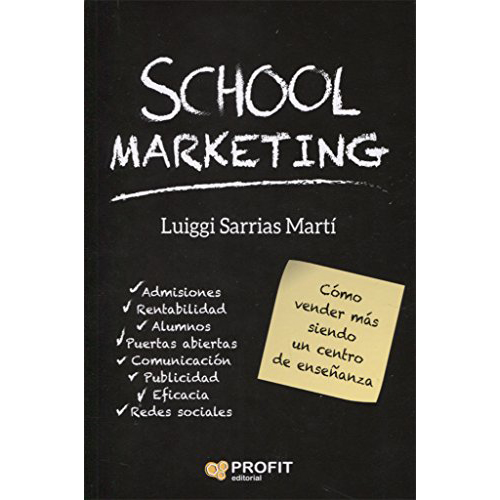 SCHOOL
MARKETING
Luiggi Sarrias Martí
Admisiones
Rentabilidad
Alumnos
Puertas abiertas
Comunicación
Publicidad
Eficacia
Redes sociales
Cómo
vender más
siendo
un centro
de enseñanza
PROFIT
editorial